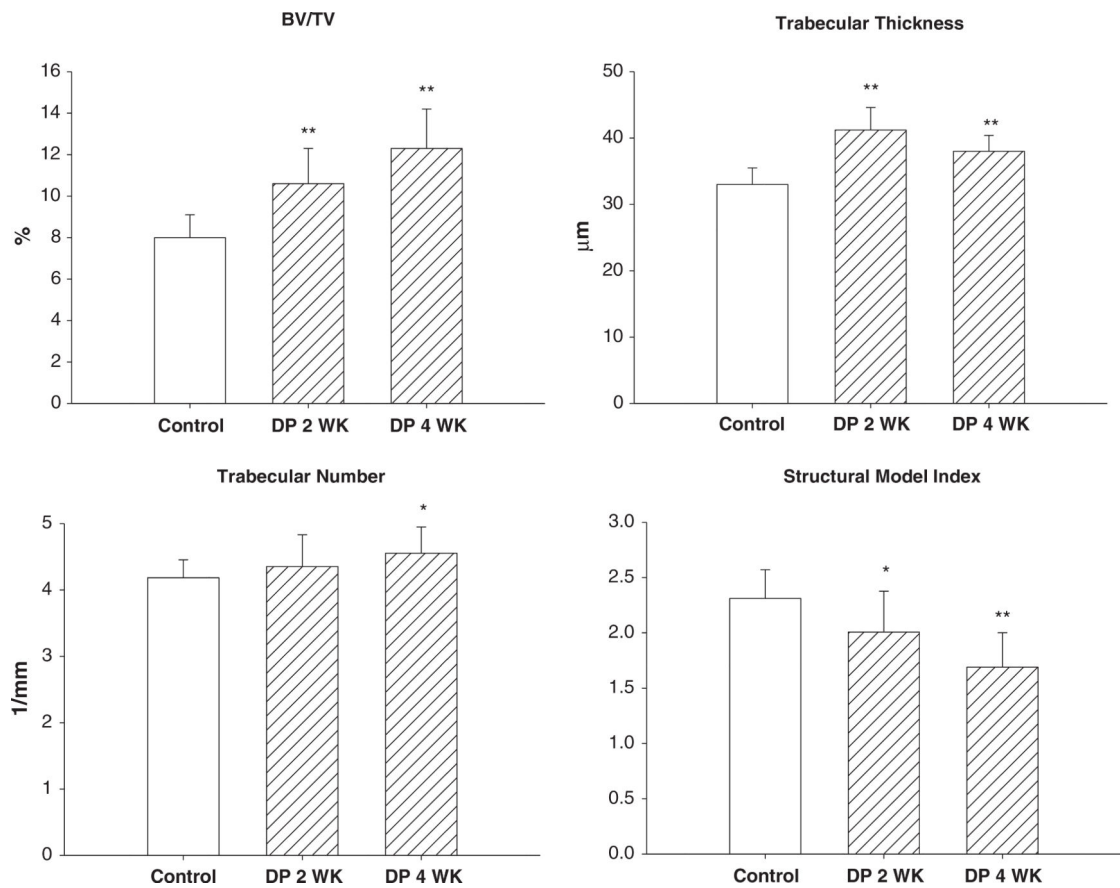 BV/TV
16
14
12
10
8
6
4
2
0
%
**
**
Control
DP 2 WK
DP 4 WK
Trabecular Thickness
50
40
30
20
10
0
μm
**
**
Control
DP 2 WK
DP 4 WK
Trabecular Number
5
4
3
2
1
0
1/mm
*
Control
DP 2 WK
DP 4 WK
Structural Model Index
3.0
2.5
2.0
1.5
1.0
0.5
0.0
*
**
Control
DP 2 WK
DP 4 WK